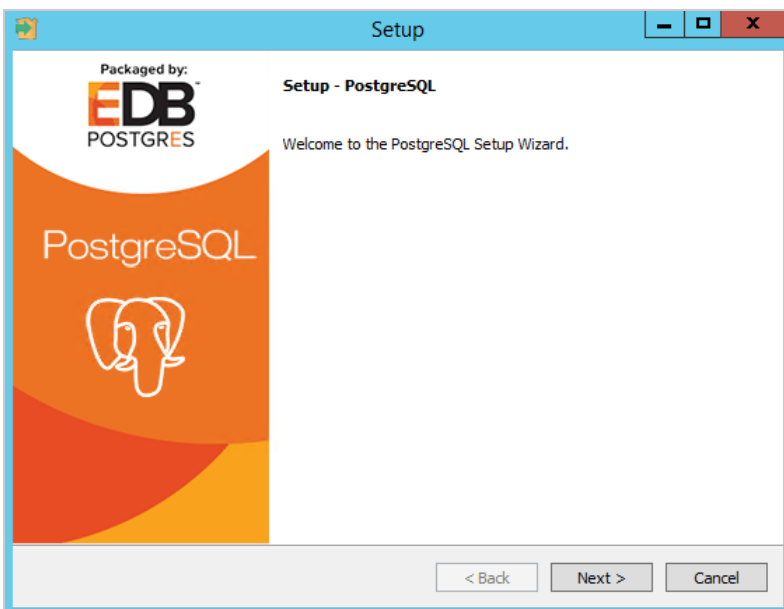 Setup
Packaged by:
EDB
POSTGRES
PostgreSQL
Setup - PostgreSQL
Welcome to the PostgreSQL Setup Wizard.
< Back
Next >
Cancel